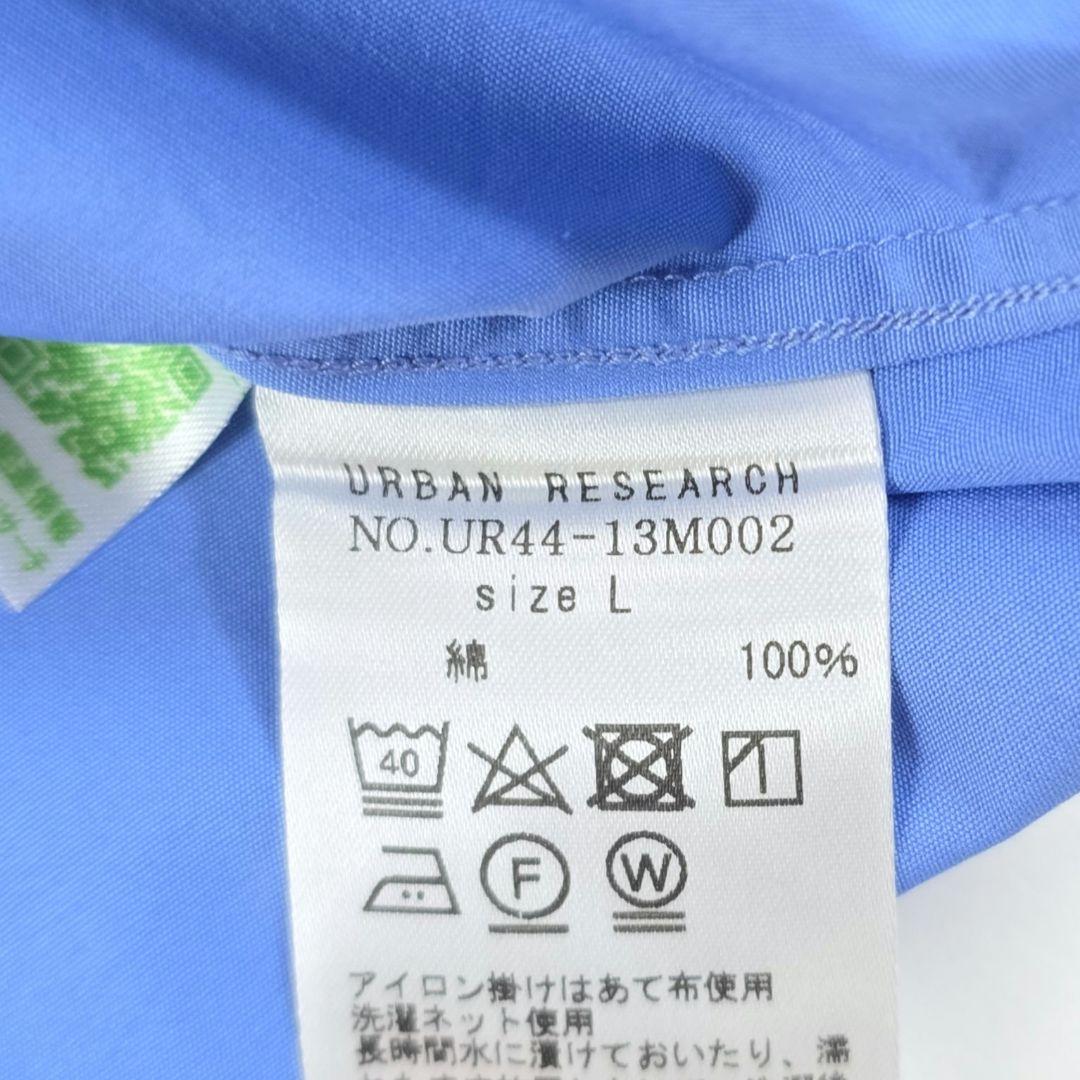 URBAN RESEARCH
NO.UR44-13M002
size L
綿 100%
40
F
W
アイロン掛けはあて布使用
洗濯ネット使用
長時間水に漬けておいたり、濡